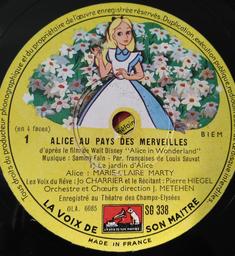 Tous droits du producteur phonographique et du propriétaire de l'œuvre enregistrée réservés. Duplication, exécution publique
(en 4 faces)
1
BIEM
ALICE AU PAYS DES MERVEILLES
d'après le film de Walt Disney "Alice in Wonderland"
Musique : Sammy Fain - Par. françaises de Louis Sauvat
Le jardin d'Alice
Alice : MARIE-CLAIRE MARTY
Les Voix du Rêve : Jo CHARRIER et le Récitant : Pierre HIEGEL
Orchestre et Chœurs direction J. METEHEN
Enregistré au Théatre des Champs-Elysées
OLA. 6085
SG 338
LA VOIX DE SON MAITRE
MADE IN FRANCE